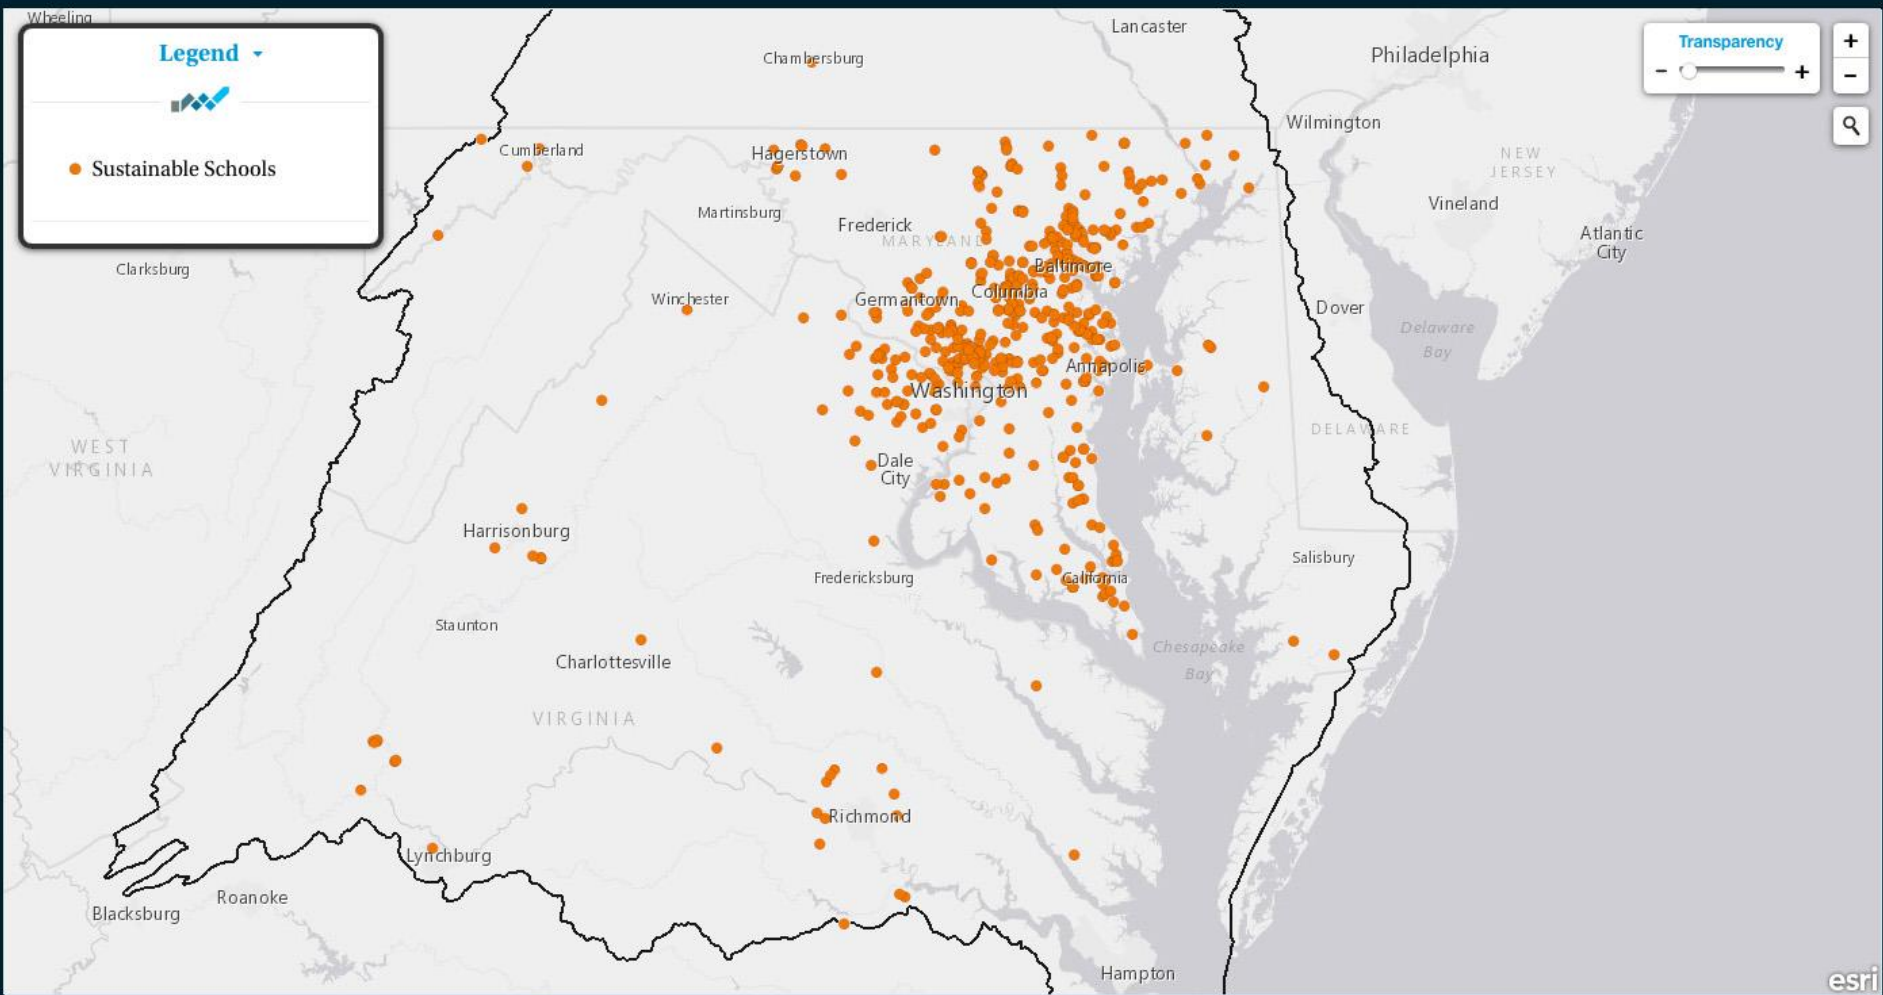 Wheeling
Lancaster
Legend
Transparency
+
Chambersburg
Philadelphia
-
+
-
Wilmington
Cumberland
Hagerstown
NEW
JERSEY
Sustainable Schools
Martinsburg
Vineland
Frederick
Atlantic
City
MARYLAND
Clarksburg
Baltimore
Winchester
Germantown
Columbia
Dover
Delaware
Bay
Annapolis
Washington
DELAWARE
WEST
VIRGINIA
Dale
City
Harrisonburg
Salisbury
Fredericksburg
California
Staunton
Chesapeake
Bay
Charlottesville
VIRGINIA
Richmond
Lynchburg
Roanoke
Blacksburg
Hampton
esri